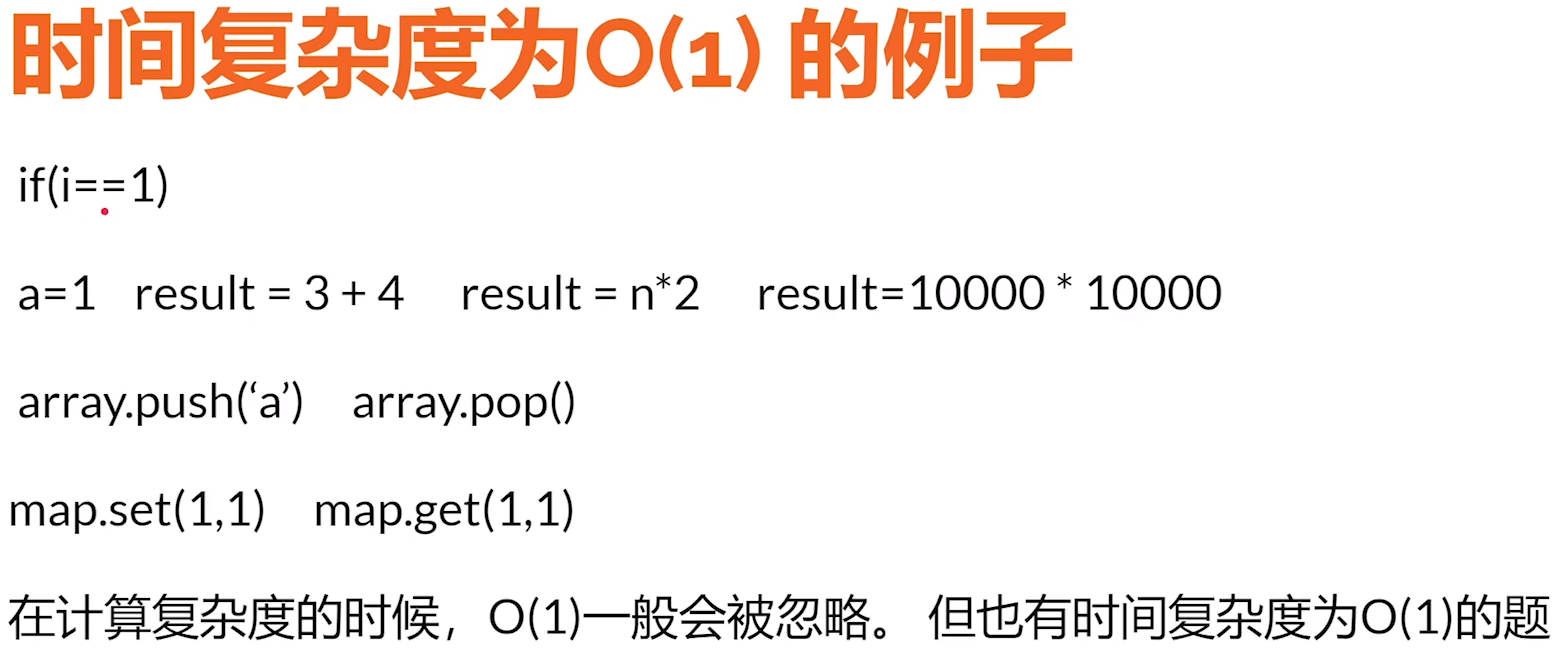 时间复杂度为O(1) 的例子
if(i==1)
a=1 result = 3 + 4 result = n*2 result=10000 * 10000
array.push(‘a’) array.pop()
map.set(1,1) map.get(1,1)
在计算复杂度的时候，O(1)一般会被忽略。 但也有时间复杂度为O(1)的题